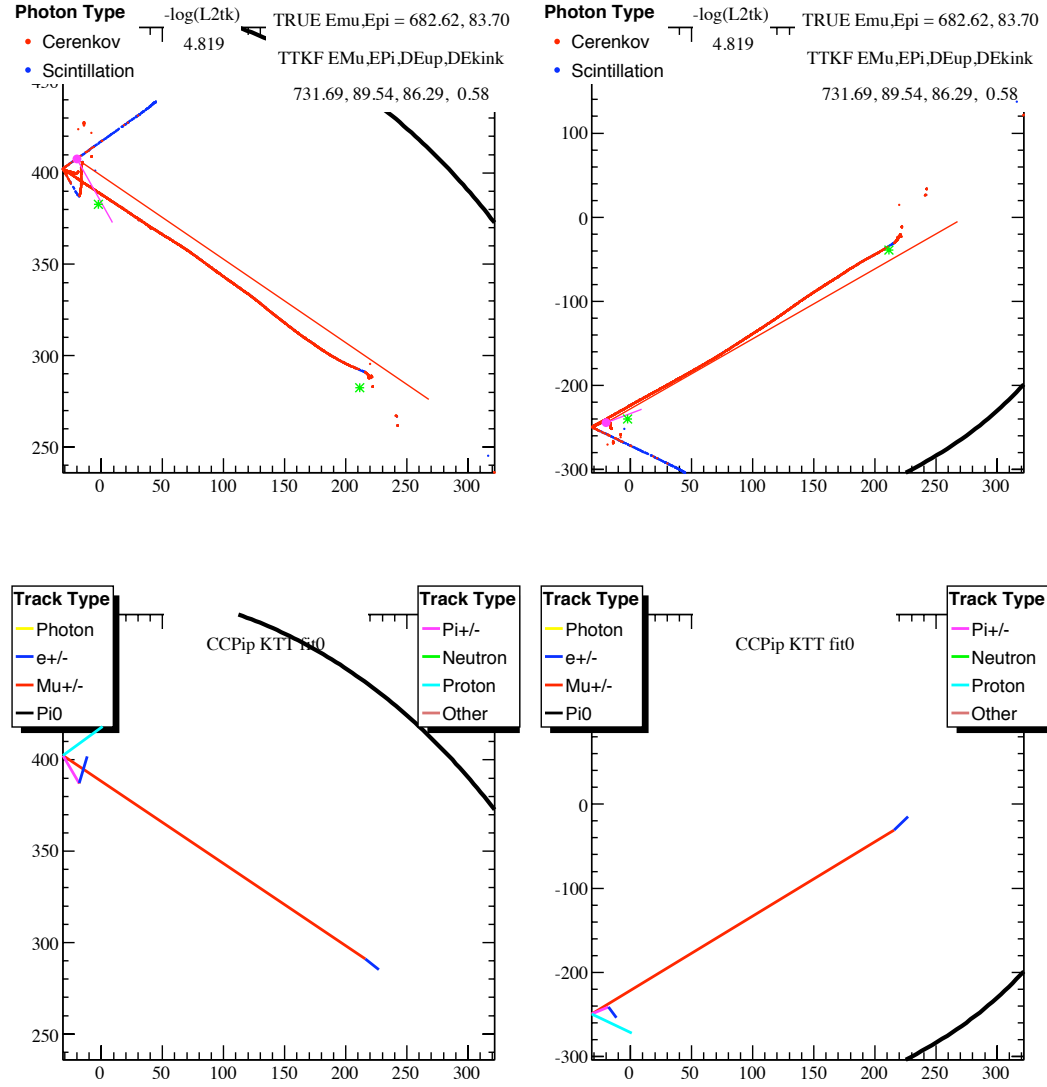 Photon Type
Cerenkov
Scintillation
-log(L2tk)
4.819
TRUE Emu,Epi = 682.62, 83.70
TTKF EMu,EPi,DEup,DEkink
731.69, 89.54, 86.29, 0.58
400
350
300
250
0 50 100 150 200 250 300
Photon Type
Cerenkov
Scintillation
-log(L2tk)
4.819
TRUE Emu,Epi = 682.62, 83.70
TTKF EMu,EPi,DEup,DEkink
731.69, 89.54, 86.29, 0.58
100
0
-100
-200
-300
0 50 100 150 200 250 300
Track Type
Photon
e+/-
Mu+/-
Pi0
CCPip KTT fit0
Track Type
Pi+/-
Neutron
Proton
Other
400
350
300
250
0 50 100 150 200 250 300
Track Type
Photon
e+/-
Mu+/-
Pi0
CCPip KTT fit0
Track Type
Pi+/-
Neutron
Proton
Other
0
-100
-200
-300
0 50 100 150 200 250 300